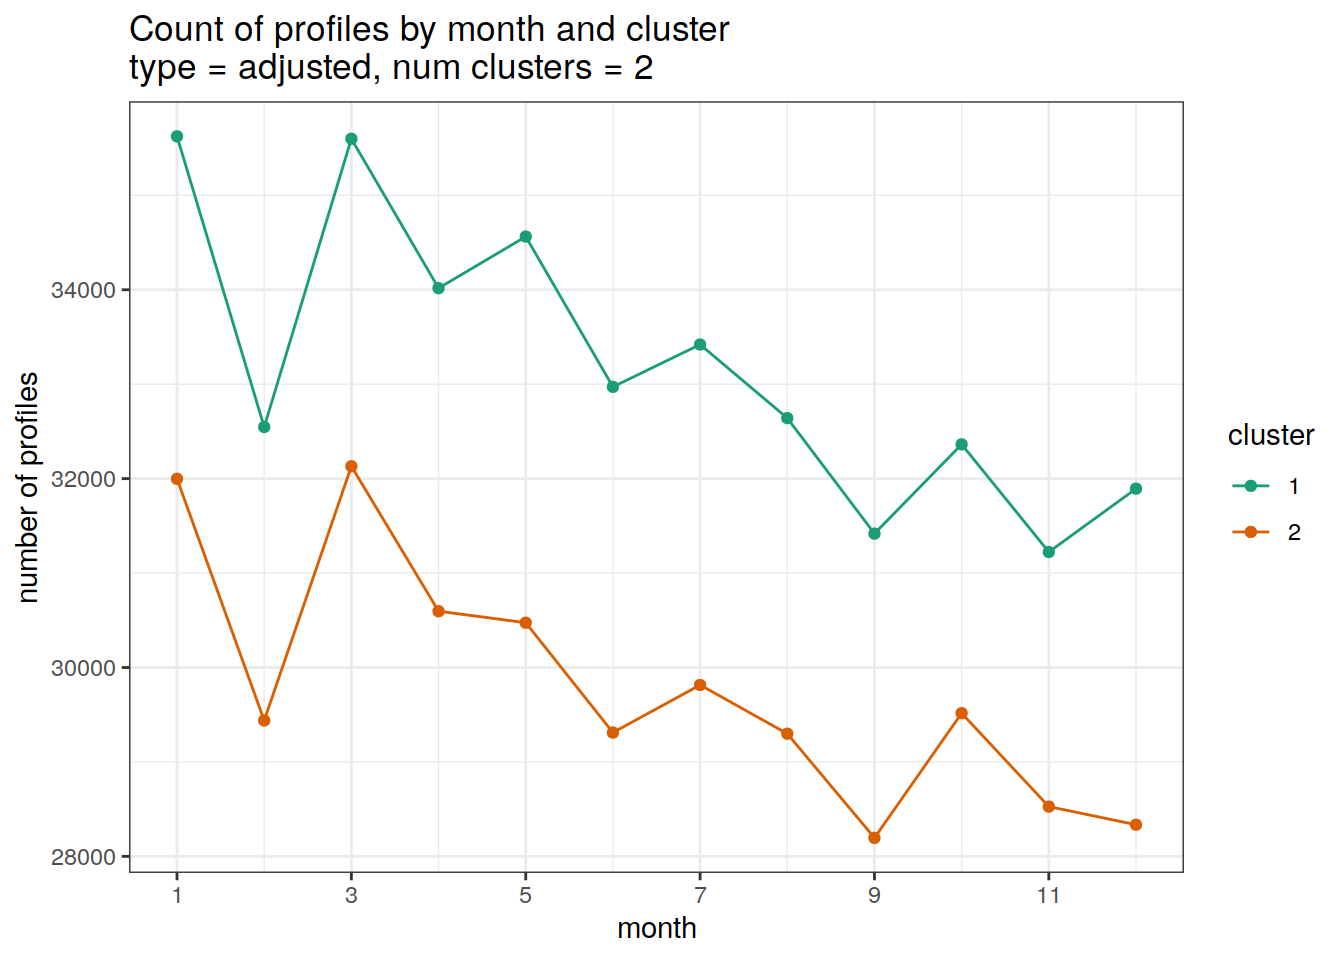 Count of profiles by month and cluster
type = adjusted, num clusters = 2
number of profiles
34000
32000
30000
28000
1
3
5
7
9
11
month
cluster
1
2